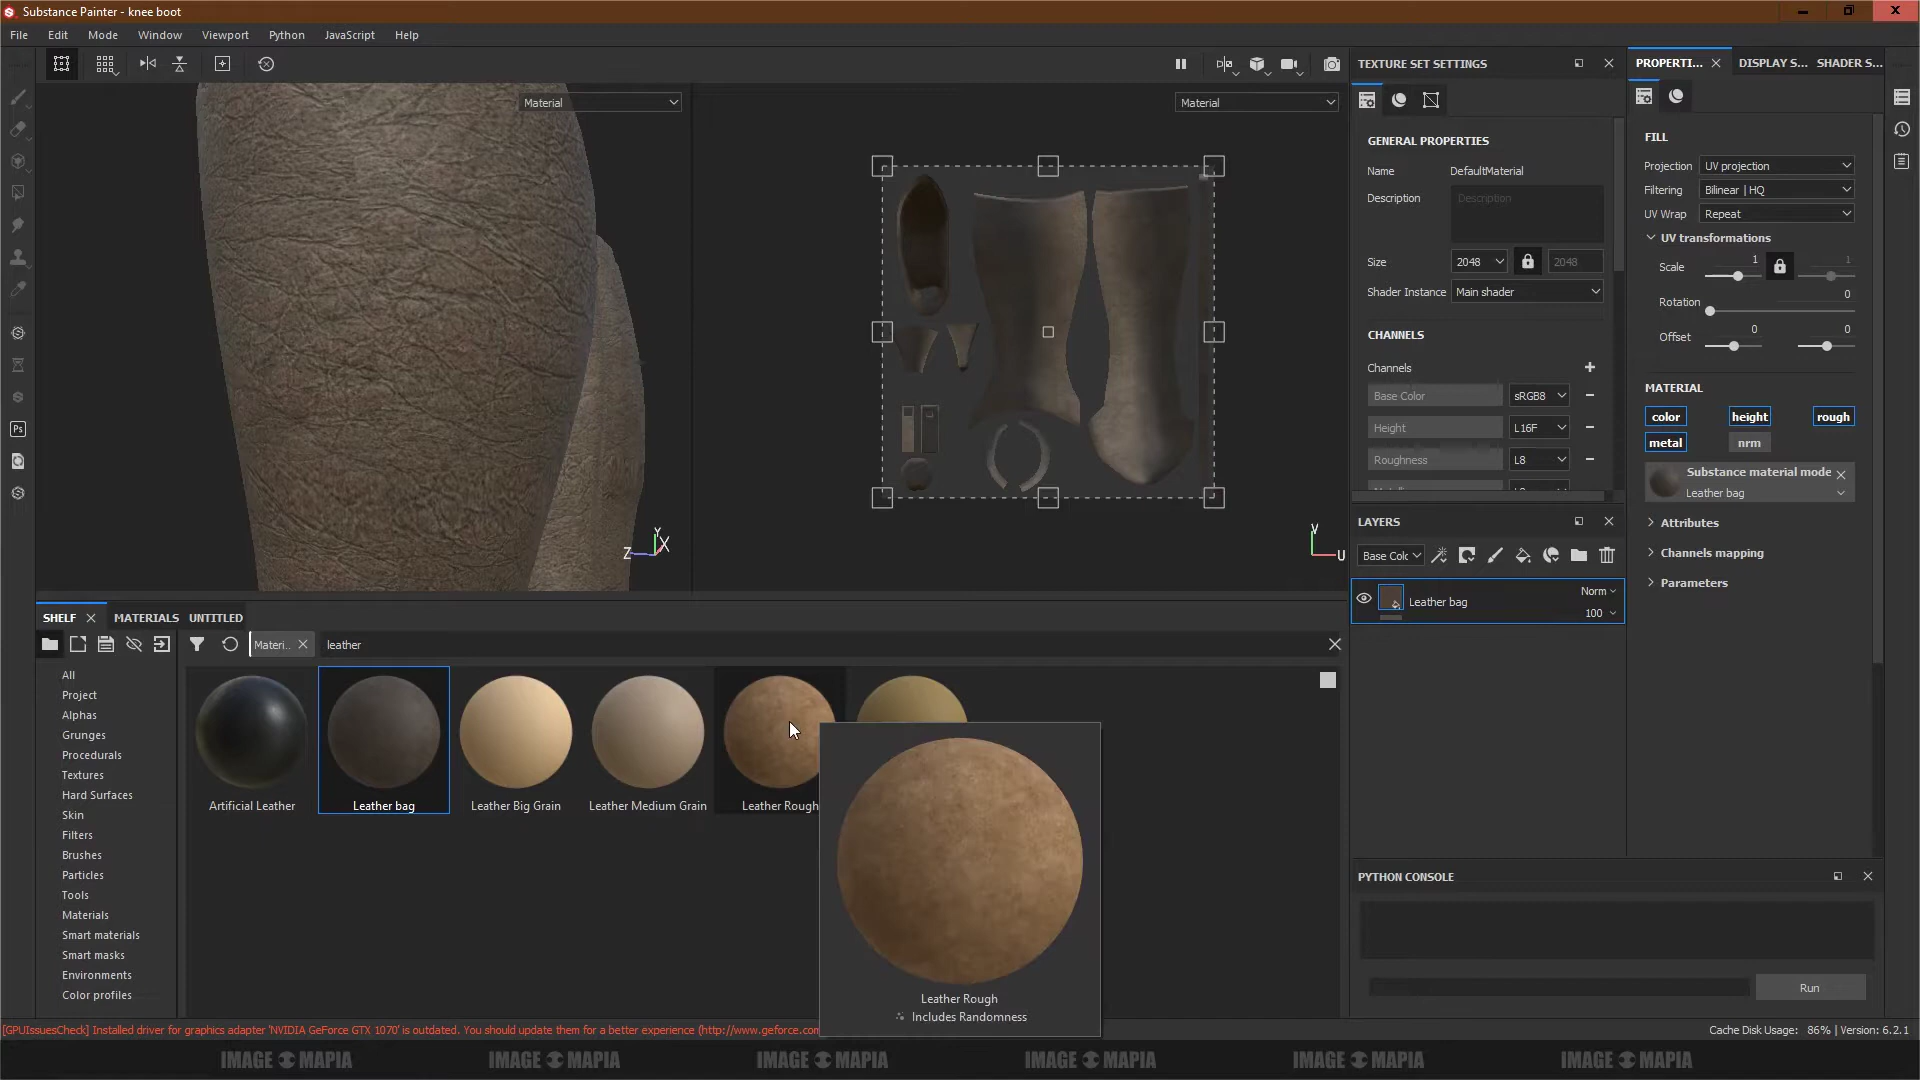 Substance Painter - knee boot
File Edit Mode Window Viewport Python JavaScript Help
Material
Material
Z
Y
X
V
U
TEXTURE SET SETTINGS
GENERAL PROPERTIES
Name DefaultMaterial
Description Description
Size 2048 2048
Shader Instance Main shader
CHANNELS
Channels
Base Color sRGB8
Height L16F
Roughness L8
LAYERS
Base Colc
Leather bag Norm
100
PROPERTI... DISPLAY S... SHADER S...
FILL
Projection UV projection
Filtering Bilinear | HQ
UV Wrap Repeat
UV transformations
Scale 1 1
Rotation 0
Offset 0 0
MATERIAL
color height rough
metal nrm
Substance material mode
Leather bag
Attributes
Channels mapping
Parameters
PYTHON CONSOLE
Run
SHELF MATERIALS UNTITLED
Materi.. leather
All
Project
Alphas
Grunges
Procedurals
Textures
Hard Surfaces
Skin
Filters
Brushes
Particles
Tools
Materials
Smart materials
Smart masks
Environments
Color profiles
Ps
Artificial Leather Leather bag Leather Big Grain Leather Medium Grain Leather Rough
Leather Rough
Includes Randomness
[GPUIssuesCheck] Installed driver for graphics adapter 'NVIDIA GeForce GTX 1070' is outdated. You should update them for a better experience (http://www.geforce.com
Cache Disk Usage: 86% | Version: 6.2.1
IMAGE MAPIA IMAGE MAPIA IMAGE MAPIA IMAGE MAPIA IMAGE MAPIA IMAGE MAPIA